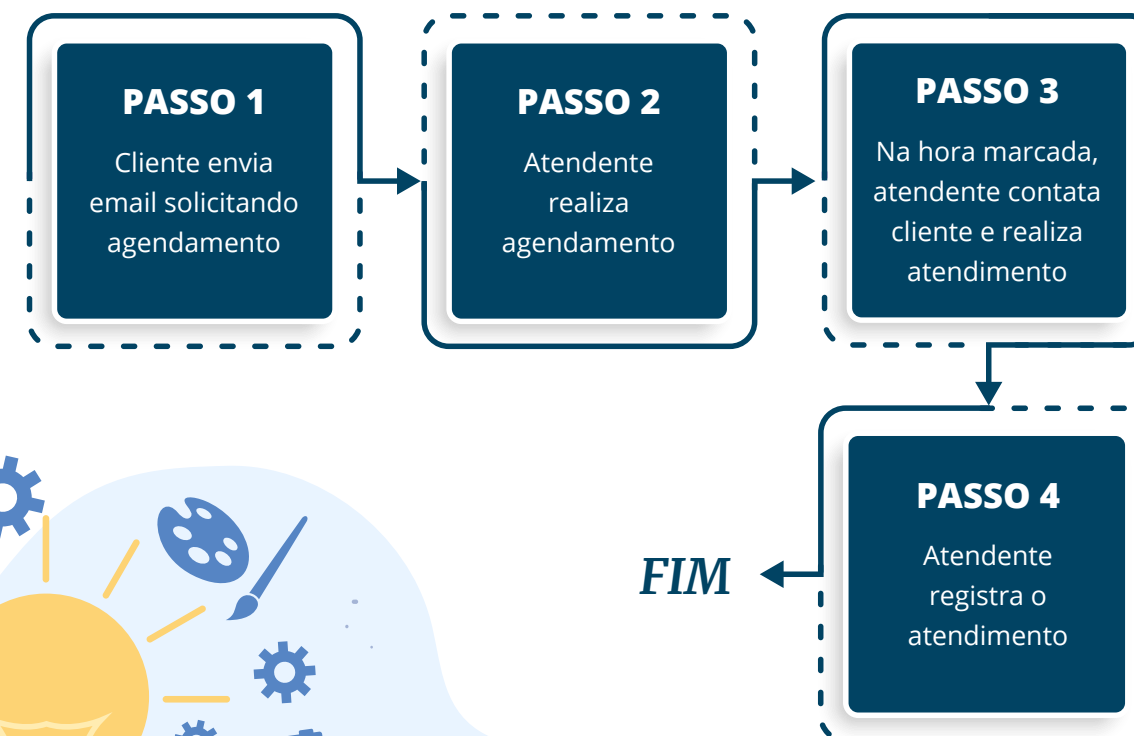 PASSO 1
Cliente envia
email solicitando
agendamento
PASSO 2
Atendente
realiza
agendamento
PASSO 3
Na hora marcada,
atendente contata
cliente e realiza
atendimento
PASSO 4
Atendente
registra o
atendimento
FIM